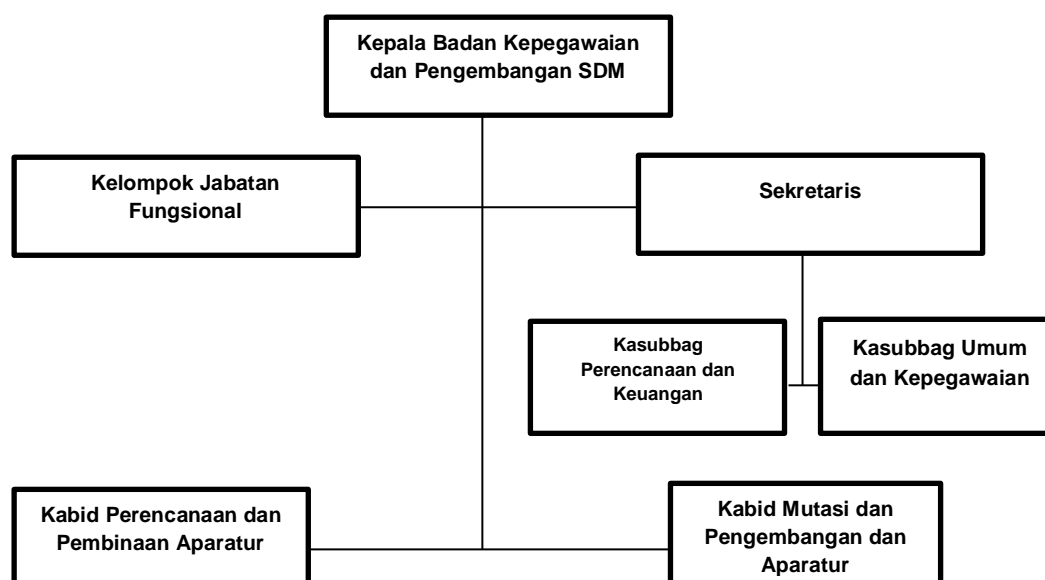 Kepala Badan Kepegawaian
dan Pengembangan SDM
Kelompok Jabatan
Fungsional
Sekretaris
Kasubbag
Perencanaan dan
Keuangan
Kasubbag Umum
dan Kepegawaian
Kabid Perencanaan dan
Pembinaan Aparatur
Kabid Mutasi dan
Pengembangan dan
Aparatur